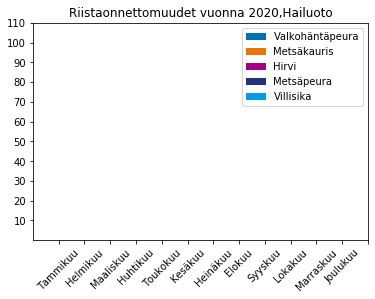 Riistaonnettomuudet vuonna 2020,Hailuoto
110
100
90
80
70
60
50
40
30
20
10
Valkohäntäpeura
Metsäkauris
Hirvi
Metsäpeura
Villisika
Tammikuu
Helmikuu
Maaliskuu
Huhtikuu
Toukokuu
Kesäkuu
Heinäkuu
Elokuu
Syyskuu
Lokakuu
Marraskuu
Joulukuu